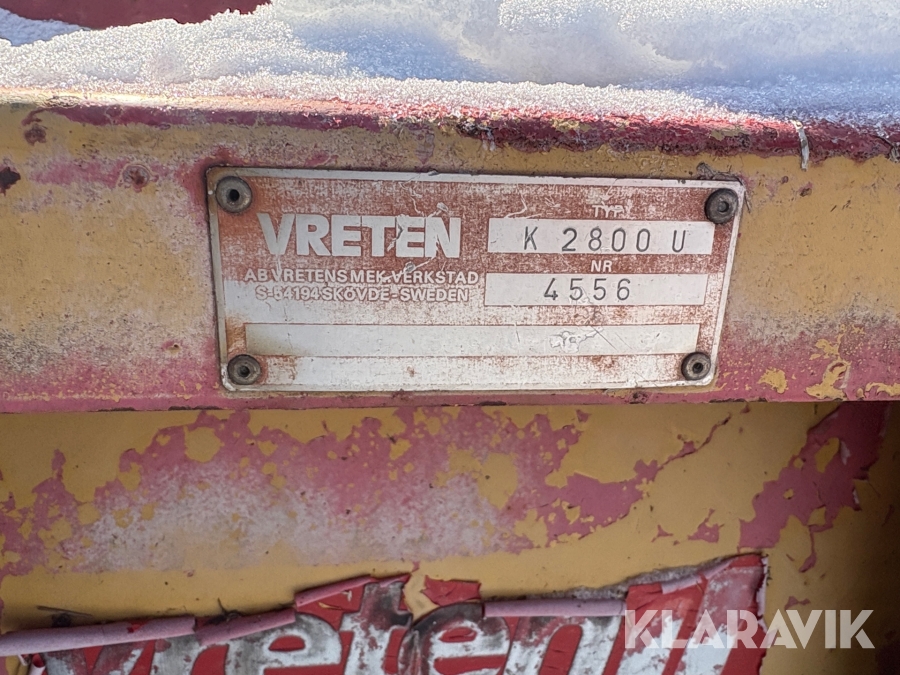 VRETEN
TYP
K 2800 U
AB VRETENS MEK. VERKSTAD
NR
S-54194 SKÖVDE-SWEDEN
4556
vreten
KLARAVIK